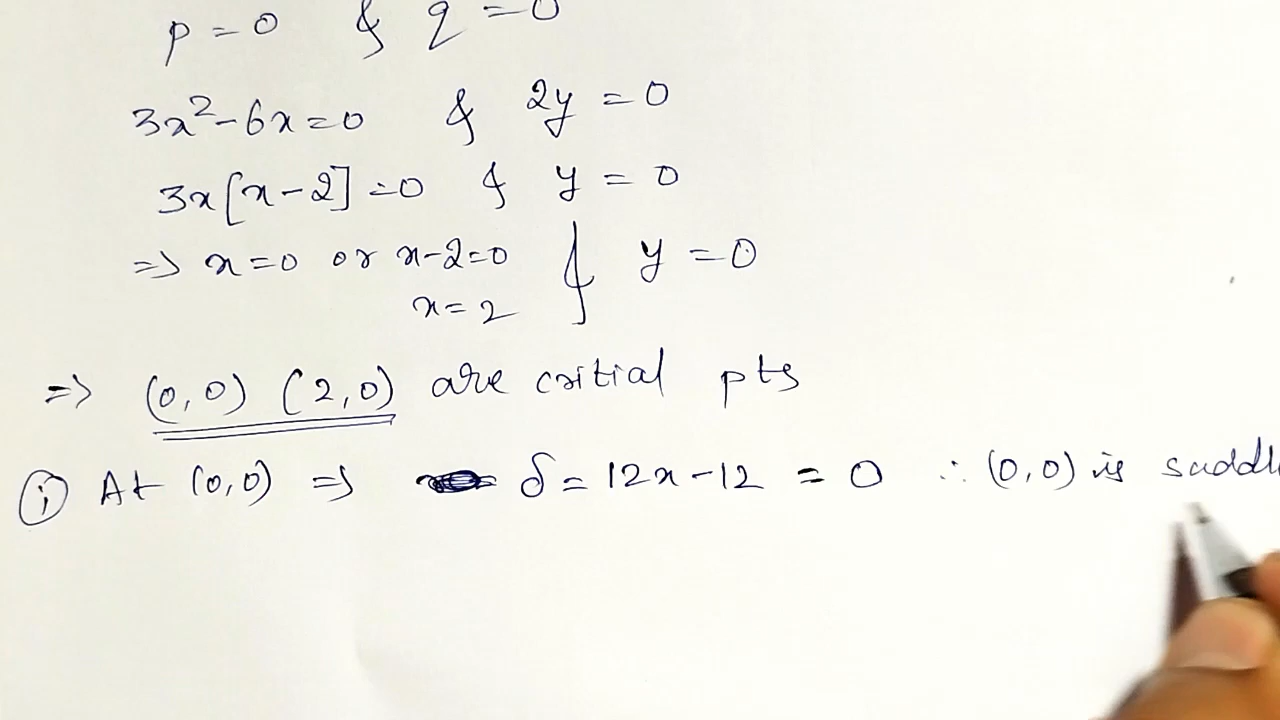 p = 0 & q = 0
3x²-6x=0 & 2y = 0
3x[x-2]=0 & y = 0
=> x=0 or x-2=0 & y = 0
x=2
=> (0,0) (2,0) are critial pts
(i) At (0,0) => δ = 12x-12 = 0 ∴ (0,0) is saddl